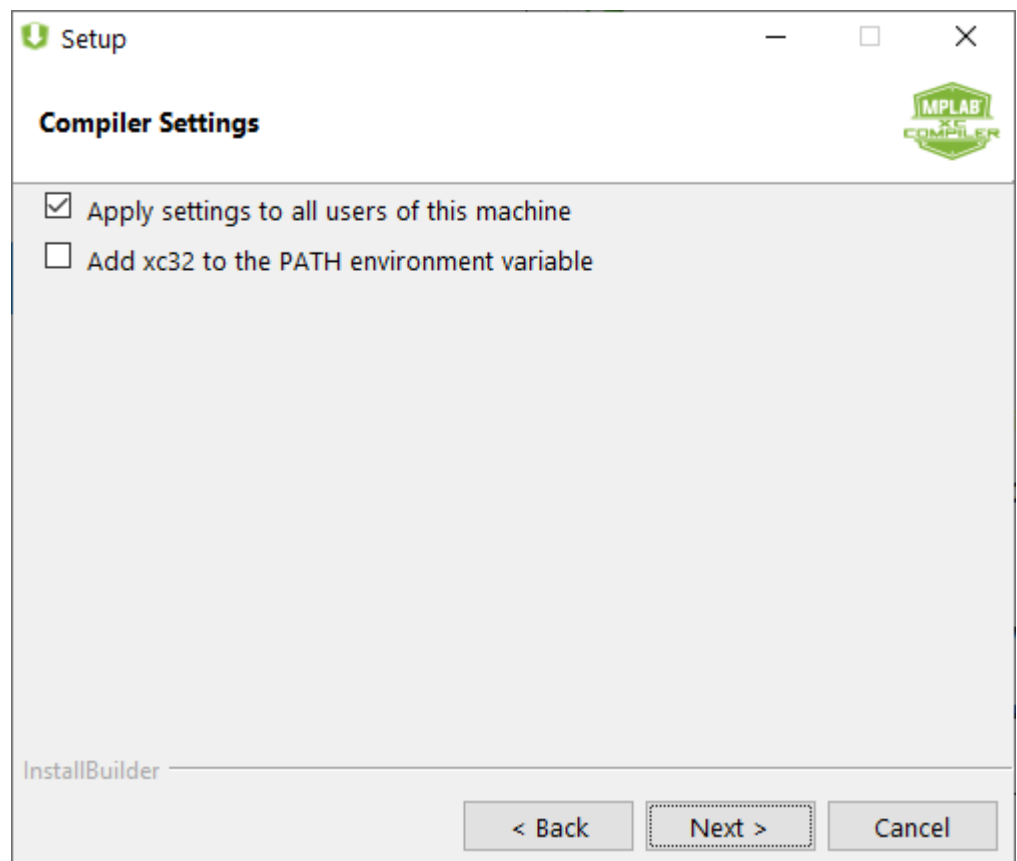 Setup
Compiler Settings
MPLAB
XC
COMPILER
Apply settings to all users of this machine
Add xc32 to the PATH environment variable
InstallBuilder
< Back
Next >
Cancel